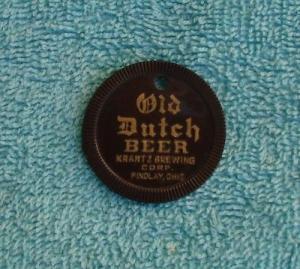 Old
Dutch
BEER
KRANTZ BREWING
CORP.
FINDLAY, OHIO